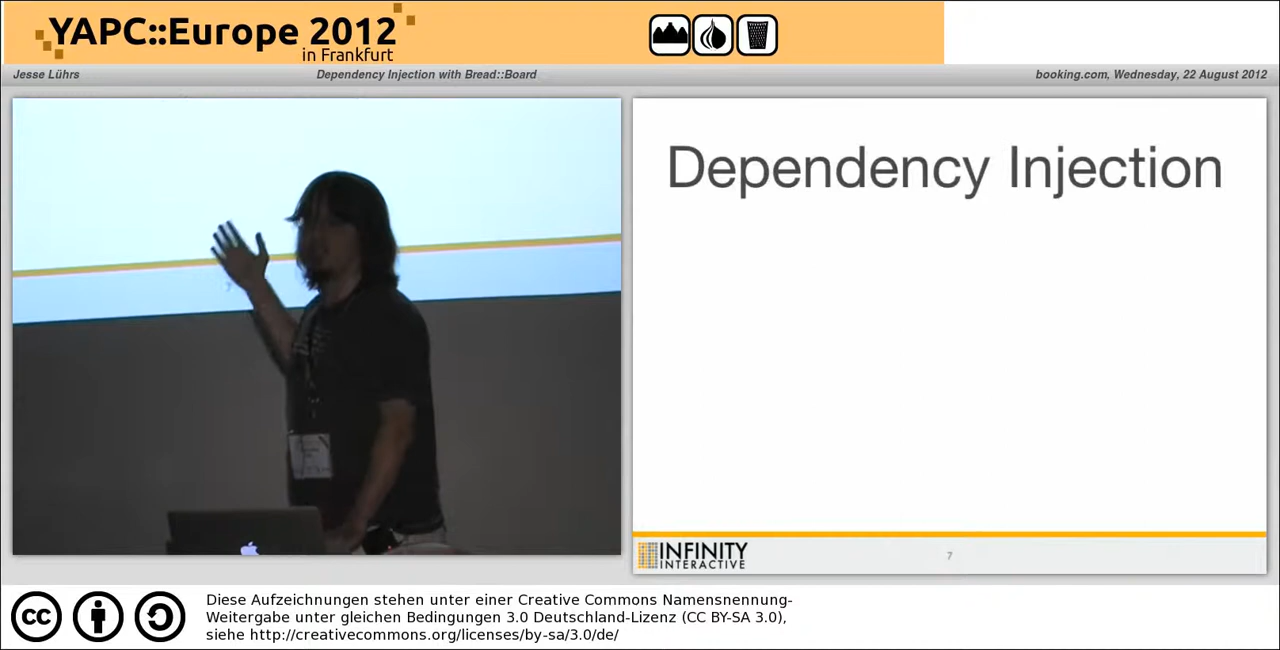 YAPC::Europe 2012
in Frankfurt
Jesse Lührs
Dependency Injection with Bread::Board
booking.com, Wednesday, 22 August 2012
Dependency Injection
INFINITY
INTERACTIVE
7
cc
Diese Aufzeichnungen stehen unter einer Creative Commons Namensnennung-
Weitergabe unter gleichen Bedingungen 3.0 Deutschland-Lizenz (CC BY-SA 3.0),
siehe http://creativecommons.org/licenses/by-sa/3.0/de/